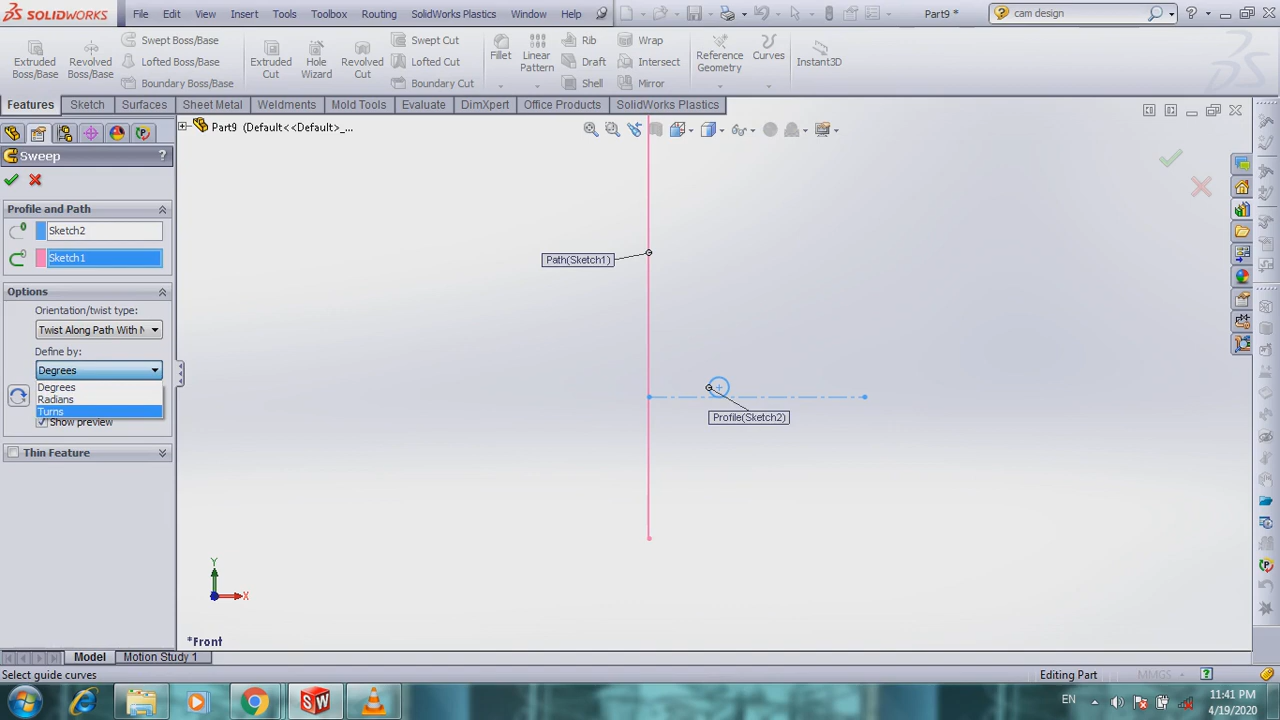 SOLIDWORKS
File
Edit
View
Insert
Tools
Toolbox
Routing
SolidWorks Plastics
Window
Help
Part9 *
cam design
Extruded Boss/Base
Revolved Boss/Base
Swept Boss/Base
Lofted Boss/Base
Boundary Boss/Base
Extruded Cut
Hole Wizard
Revolved Cut
Swept Cut
Lofted Cut
Boundary Cut
Fillet
Linear Pattern
Rib
Draft
Shell
Wrap
Intersect
Mirror
Reference Geometry
Curves
Instant3D
Features
Sketch
Surfaces
Sheet Metal
Weldments
Mold Tools
Evaluate
DimXpert
Office Products
SolidWorks Plastics
Part9 (Default<<Default>_...
Sweep
?
Profile and Path
Sketch2
Sketch1
Options
Orientation/twist type:
Twist Along Path With N
Define by:
Degrees
Degrees
Radians
Turns
Show preview
Thin Feature
Path(Sketch1)
Profile(Sketch2)
Y
X
*Front
Model
Motion Study 1
Select guide curves
Editing Part
MMGS
?
EN
11:41 PM
4/19/2020